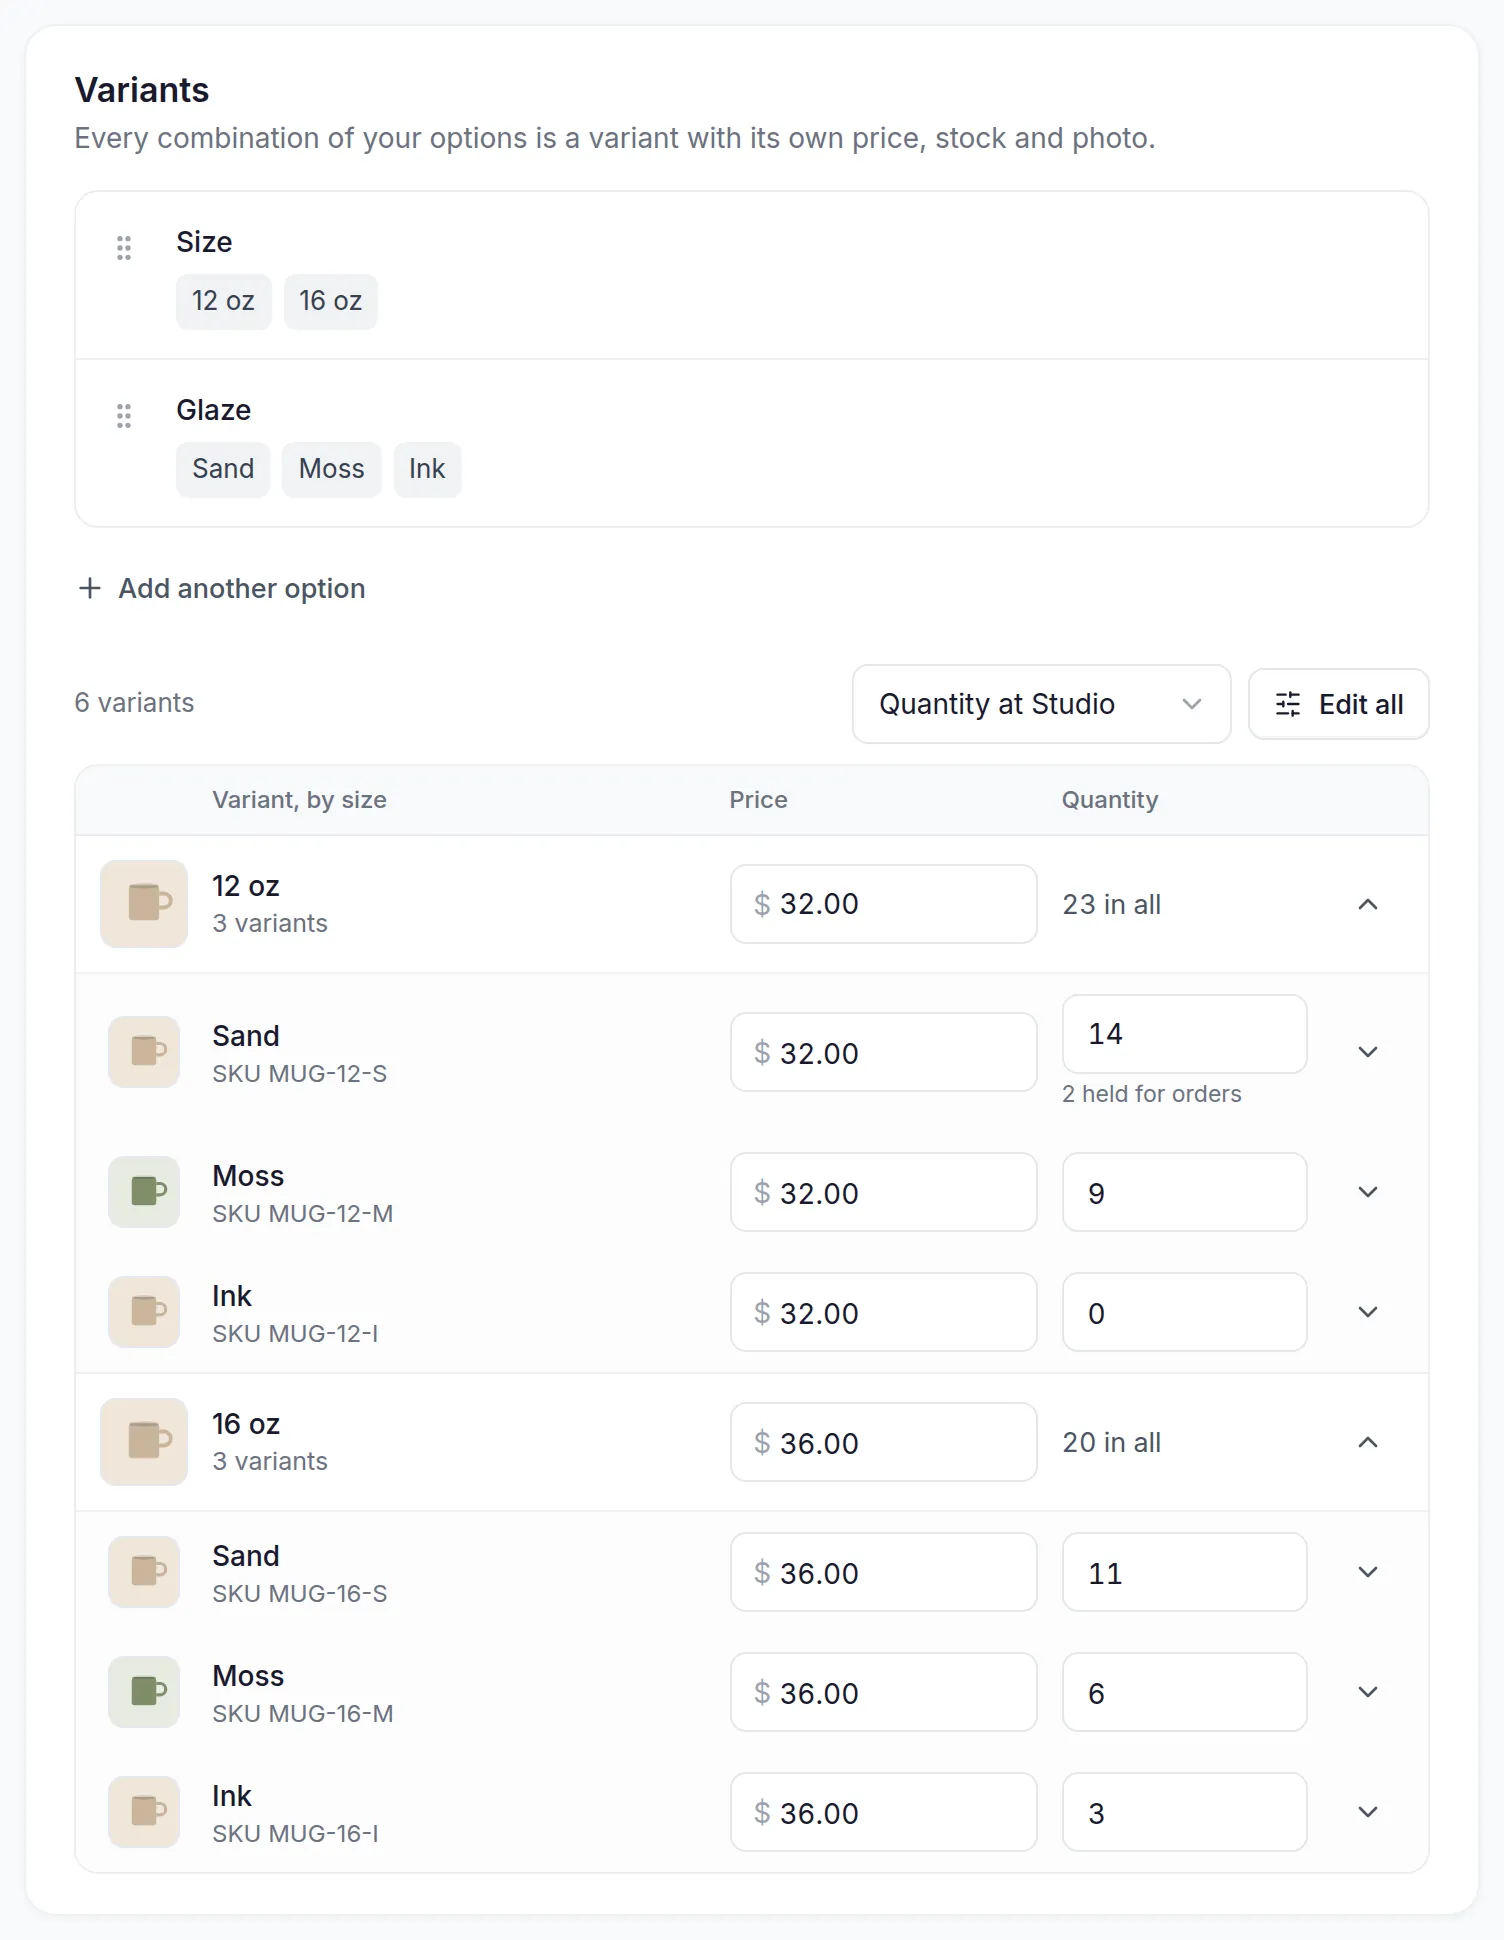 Variants
Every combination of your options is a variant with its own price, stock and photo.
Size
12 oz 16 oz
Glaze
Sand Moss Ink
Add another option
6 variants Quantity at Studio Edit all
Variant, by size Price Quantity
12 oz
3 variants
$ 32.00 23 in all
Sand
SKU MUG-12-S
$ 32.00 14
2 held for orders
Moss
SKU MUG-12-M
$ 32.00 9
Ink
SKU MUG-12-I
$ 32.00 0
16 oz
3 variants
$ 36.00 20 in all
Sand
SKU MUG-16-S
$ 36.00 11
Moss
SKU MUG-16-M
$ 36.00 6
Ink
SKU MUG-16-I
$ 36.00 3